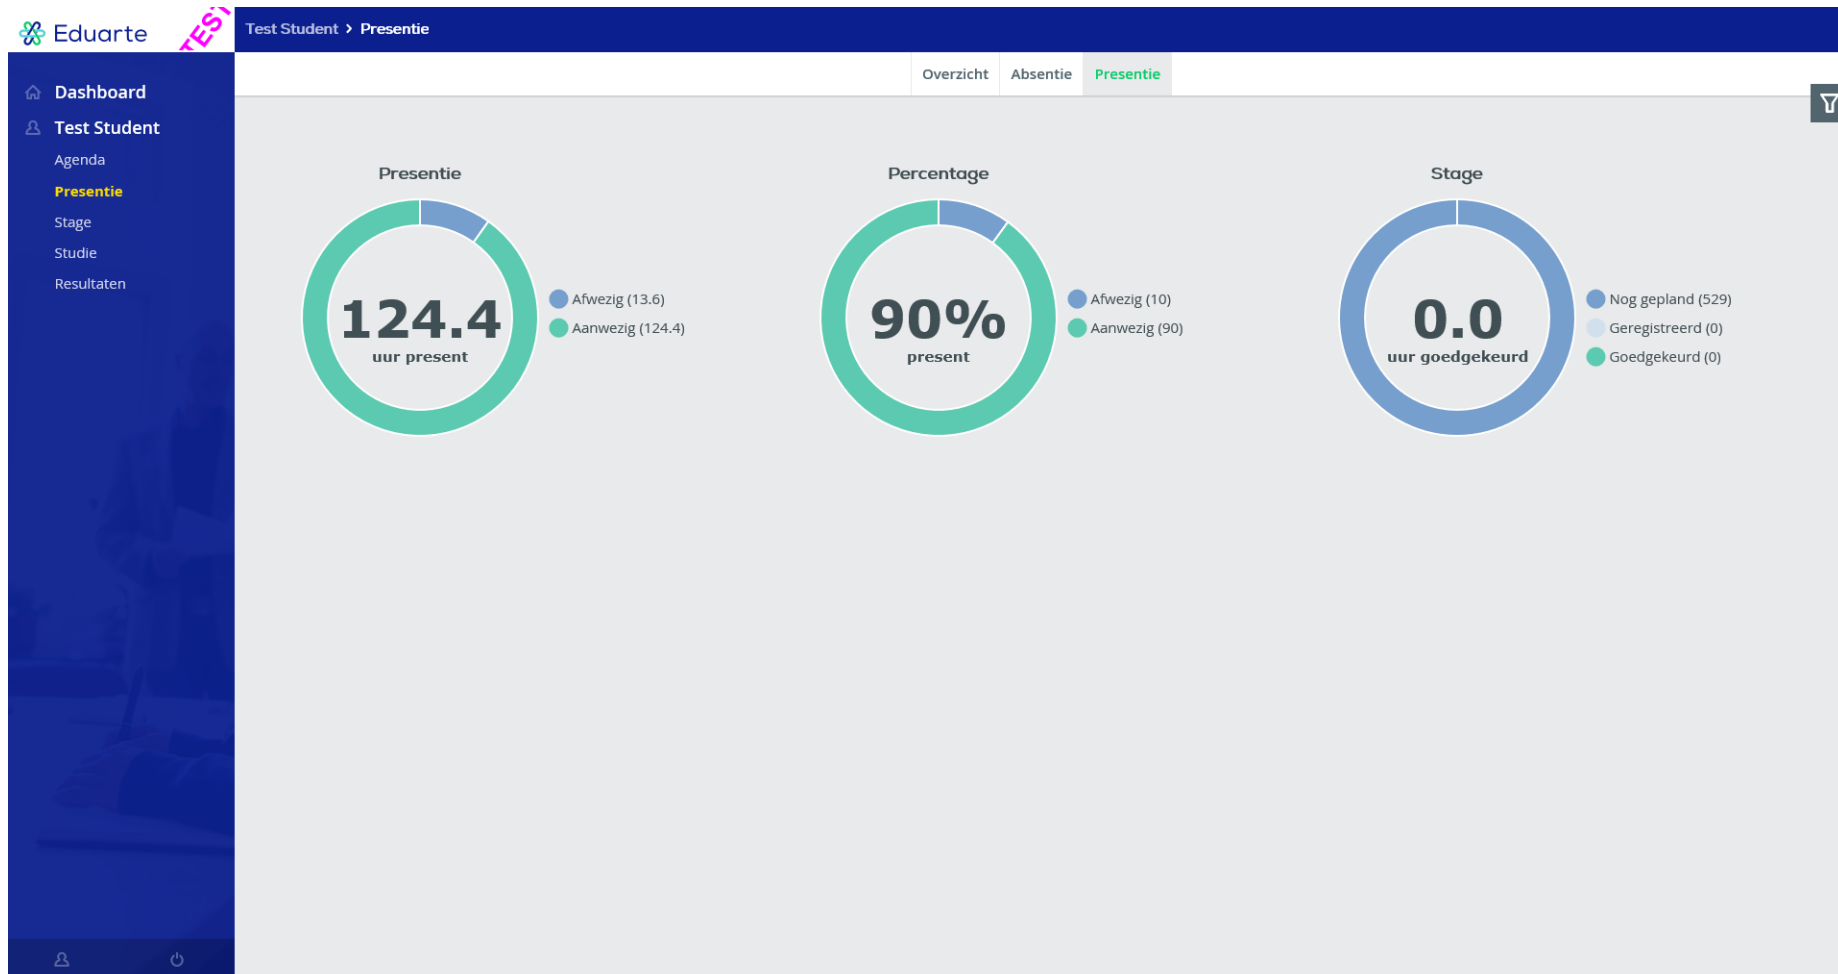 Eduarte
TEST
Test Student > Presentie
Overzicht Absentie Presentie
Dashboard
Test Student
Agenda
Presentie
Stage
Studie
Resultaten
Presentie
124.4
uur present
Afwezig (13.6)
Aanwezig (124.4)
Percentage
90%
present
Afwezig (10)
Aanwezig (90)
Stage
0.0
uur goedgekeurd
Nog gepland (529)
Geregistreerd (0)
Goedgekeurd (0)